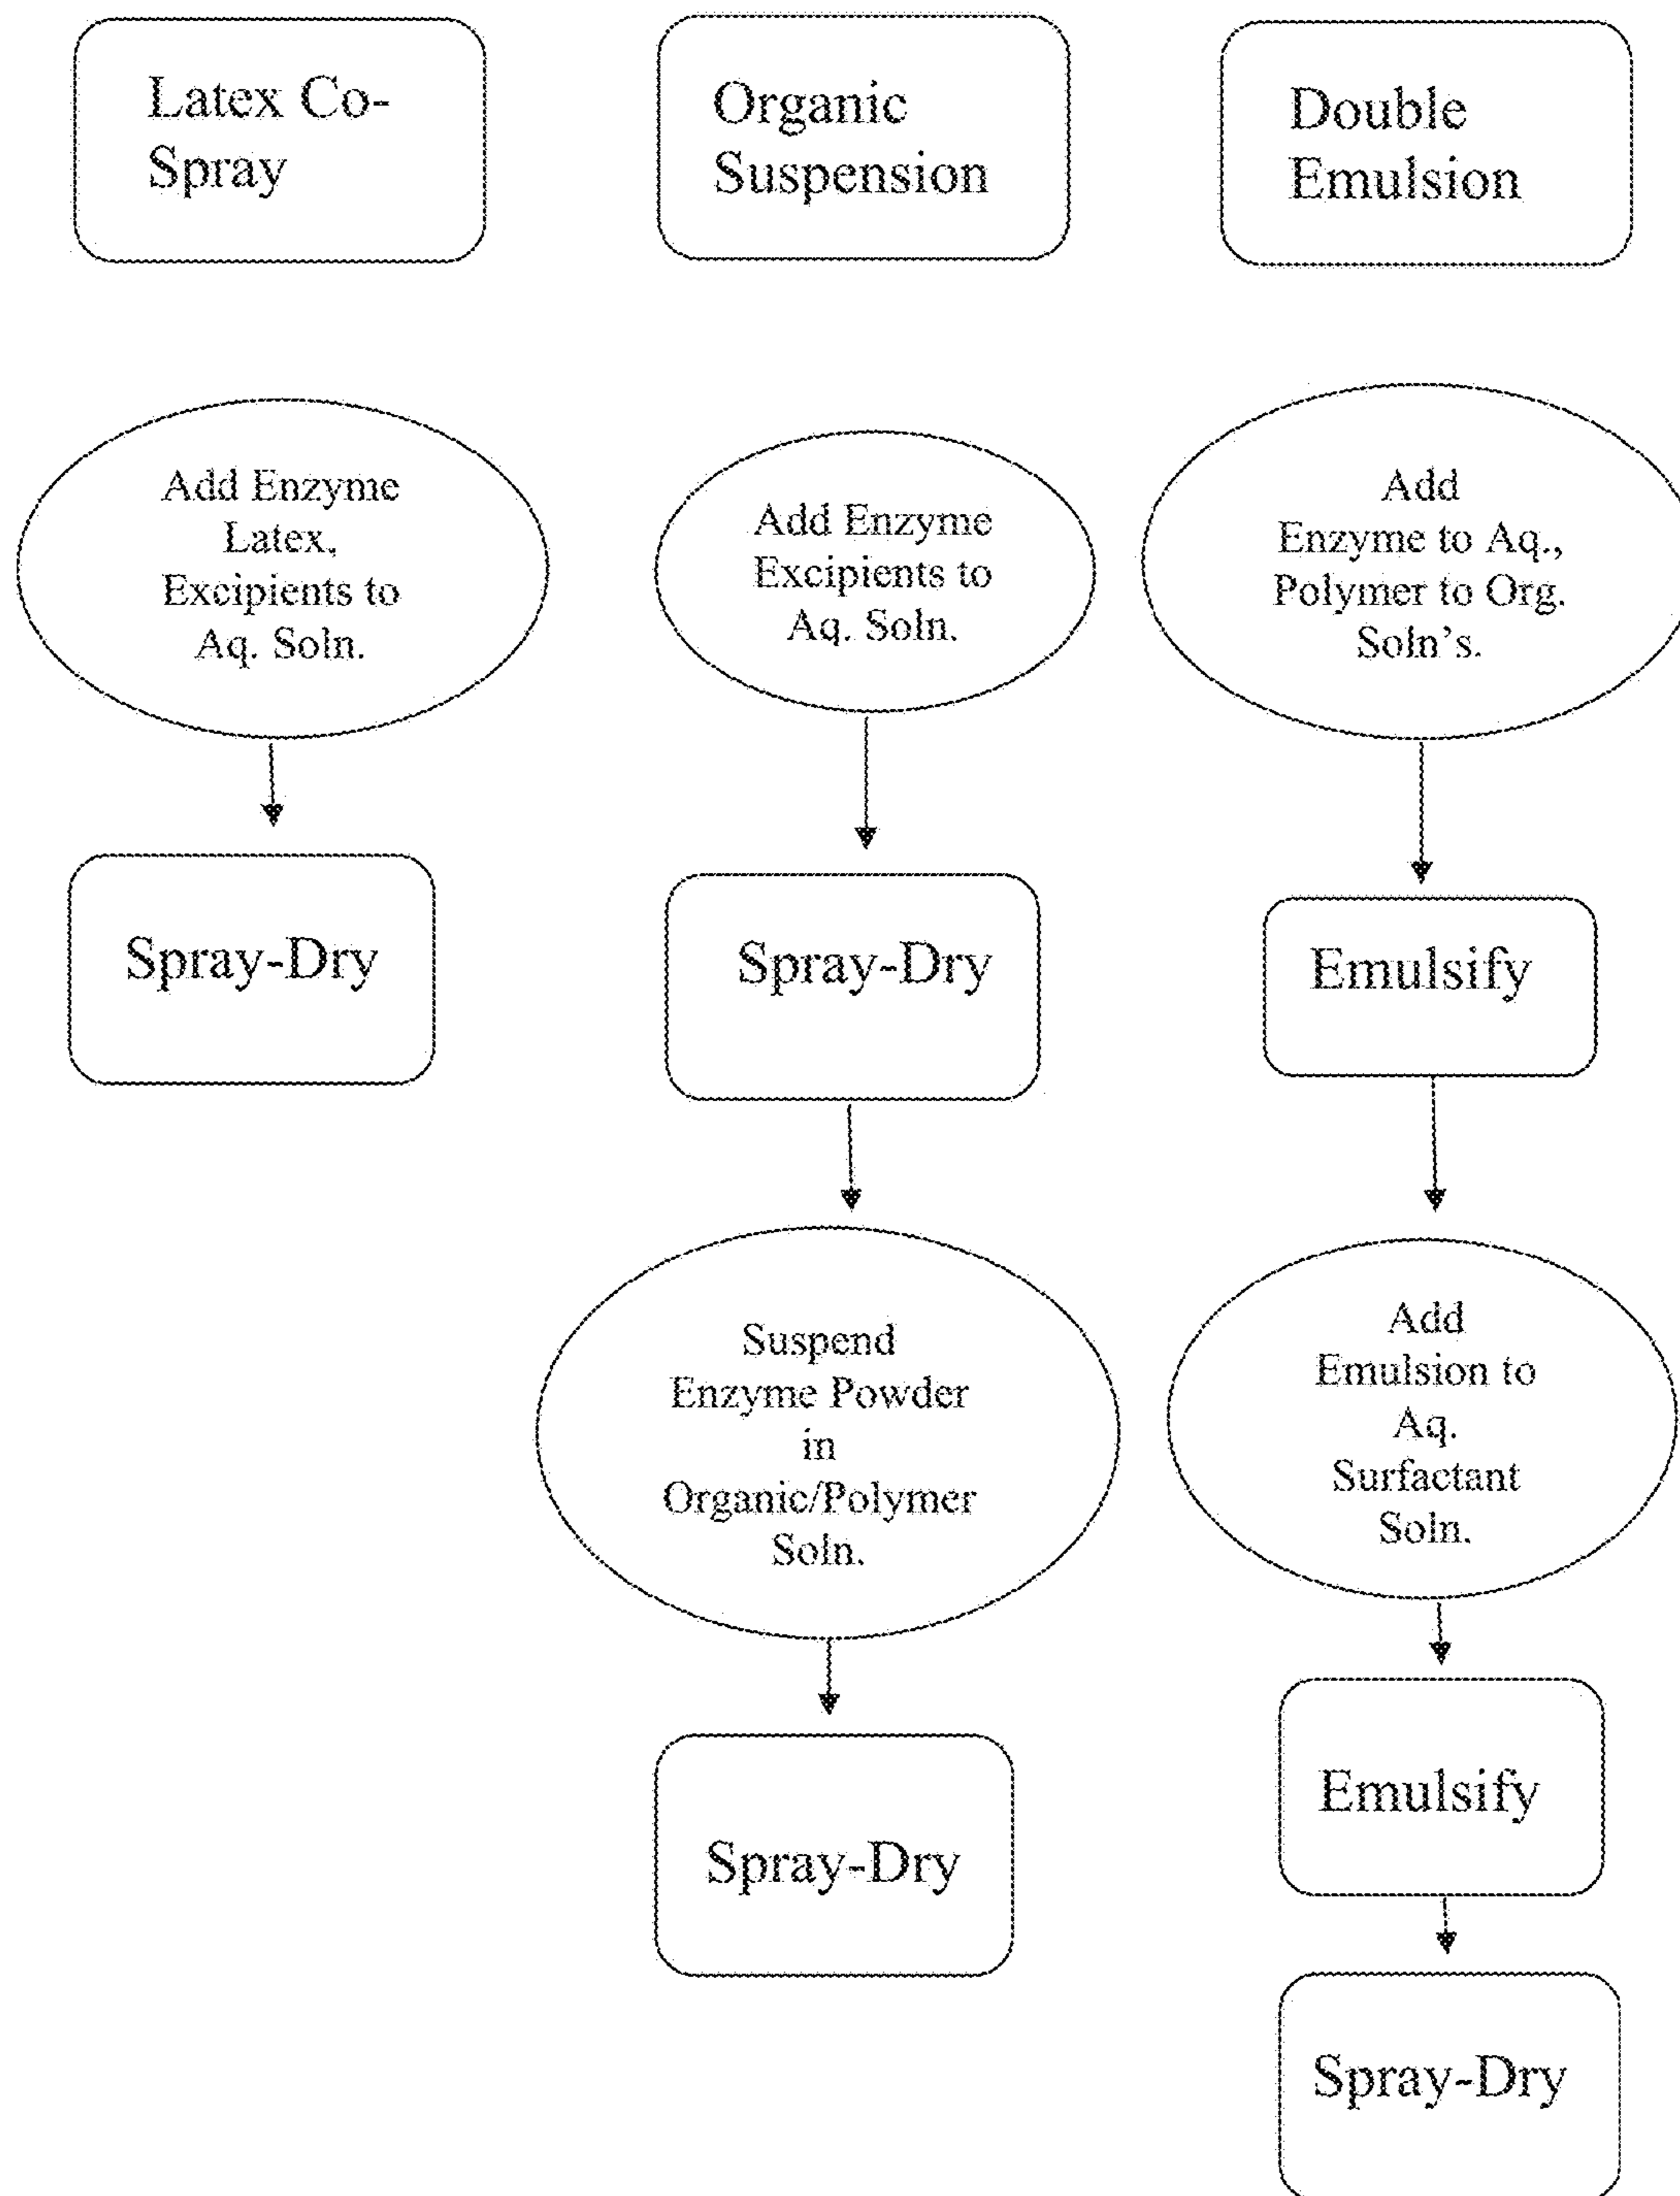 Latex Co-
Spray
Organic
Suspension
Double
Emulsion
Add Enzyme
Latex,
Excipients to
Aq. Soln.
Spray-Dry
Add Enzyme
Excipients to
Aq. Soln.
Spray-Dry
Suspend
Enzyme Powder
in
Organic/Polymer
Soln.
Spray-Dry
Add
Enzyme to Aq.,
Polymer to Org.
Soln's.
Emulsify
Add
Emulsion to
Aq.
Surfactant
Soln.
Emulsify
Spray-Dry